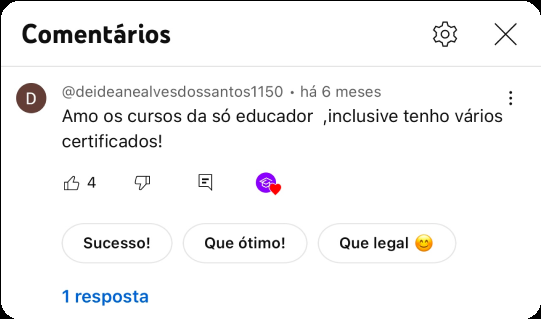 Comentários
D
@deideanealvesdossantos1150 • há 6 meses
Amo os cursos da só educador ,inclusive tenho vários
certificados!
4
Sucesso!
Que ótimo!
Que legal 😊
1 resposta